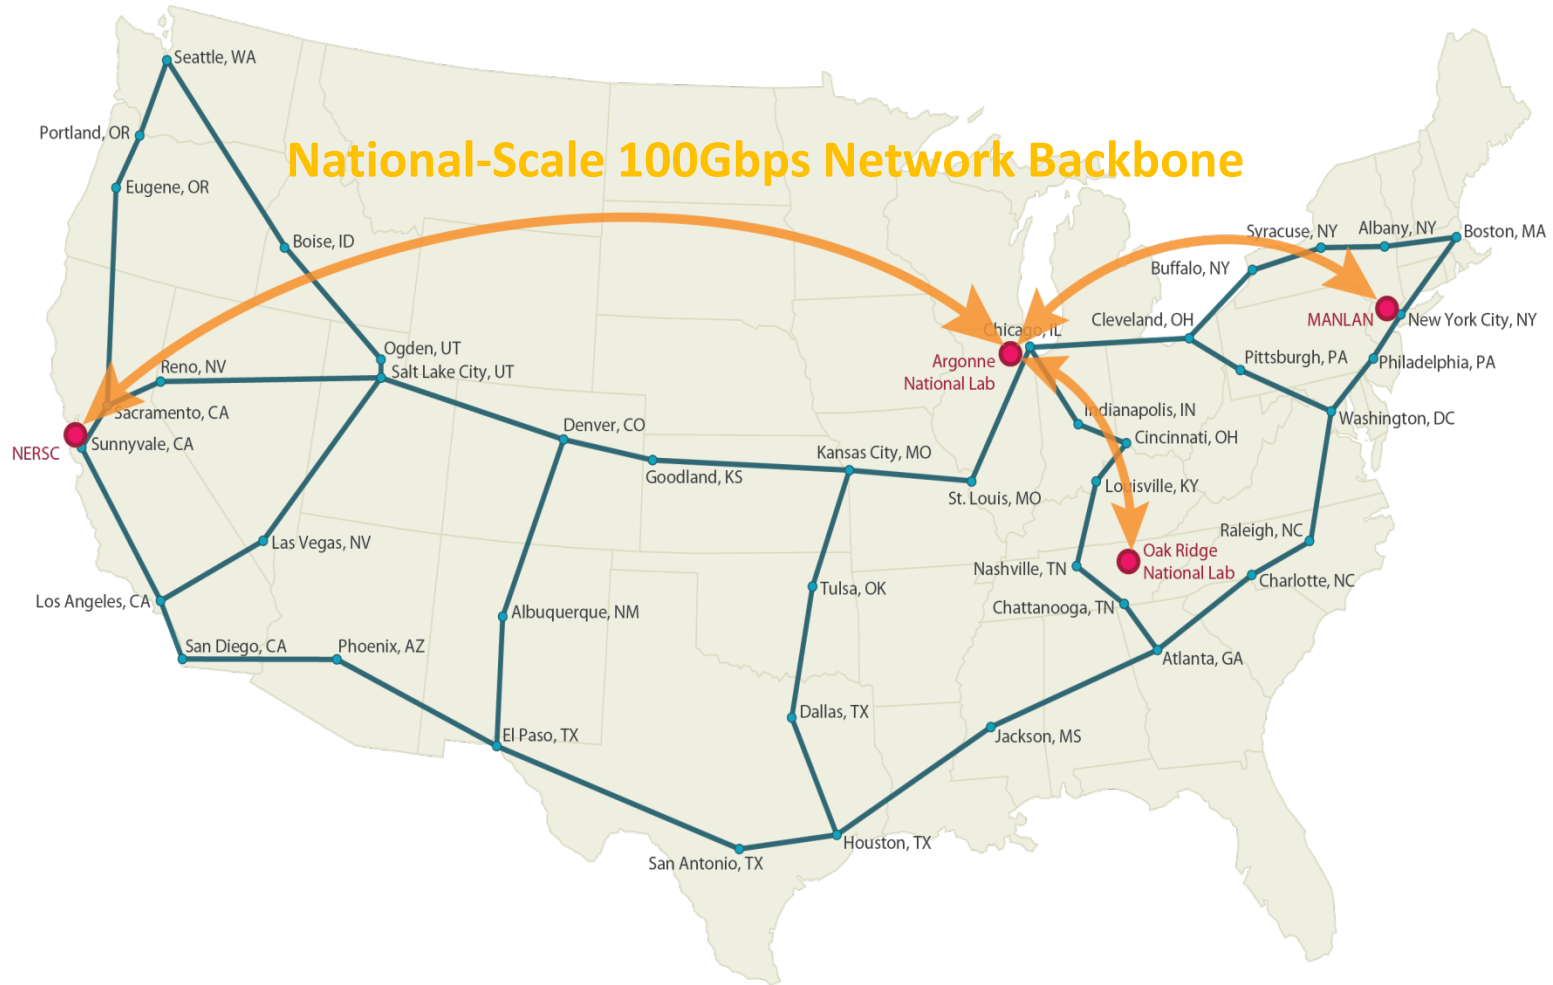 Seattle, WA
Portland, OR
National-Scale 100Gbps Network Backbone
Eugene, OR
Boise, ID
Syracuse, NY
Albany, NY
Boston, MA
Buffalo, NY
Chicago, IL
Cleveland, OH
MANLAN
New York City, NY
Ogden, UT
Reno, NV
Salt Lake City, UT
Argonne
National Lab
Pittsburgh, PA
Philadelphia, PA
Sacramento, CA
Indianapolis, IN
Washington, DC
Denver, CO
Cincinnati, OH
Sunnyvale, CA
NERSC
Kansas City, MO
Goodland, KS
Louisville, KY
St. Louis, MO
Raleigh, NC
Las Vegas, NV
Oak Ridge
National Lab
Nashville, TN
Charlotte, NC
Tulsa, OK
Los Angeles, CA
Albuquerque, NM
Chattanooga, TN
San Diego, CA
Phoenix, AZ
Atlanta, GA
Dallas, TX
El Paso, TX
Jackson, MS
Houston, TX
San Antonio, TX